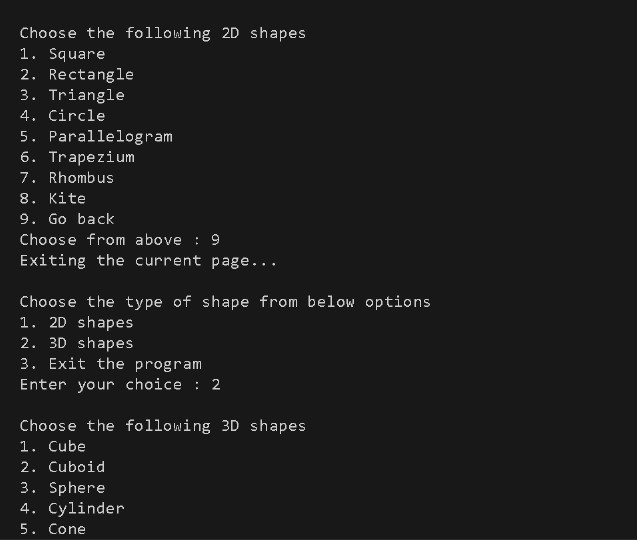 Choose the following 2D shapes
1. Square
2. Rectangle
3. Triangle
4. Circle
5. Parallelogram
6. Trapezium
7. Rhombus
8. Kite
9. Go back
Choose from above : 9
Exiting the current page...
Choose the type of shape from below options
1. 2D shapes
2. 3D shapes
3. Exit the program
Enter your choice : 2
Choose the following 3D shapes
1. Cube
2. Cuboid
3. Sphere
4. Cylinder
5. Cone